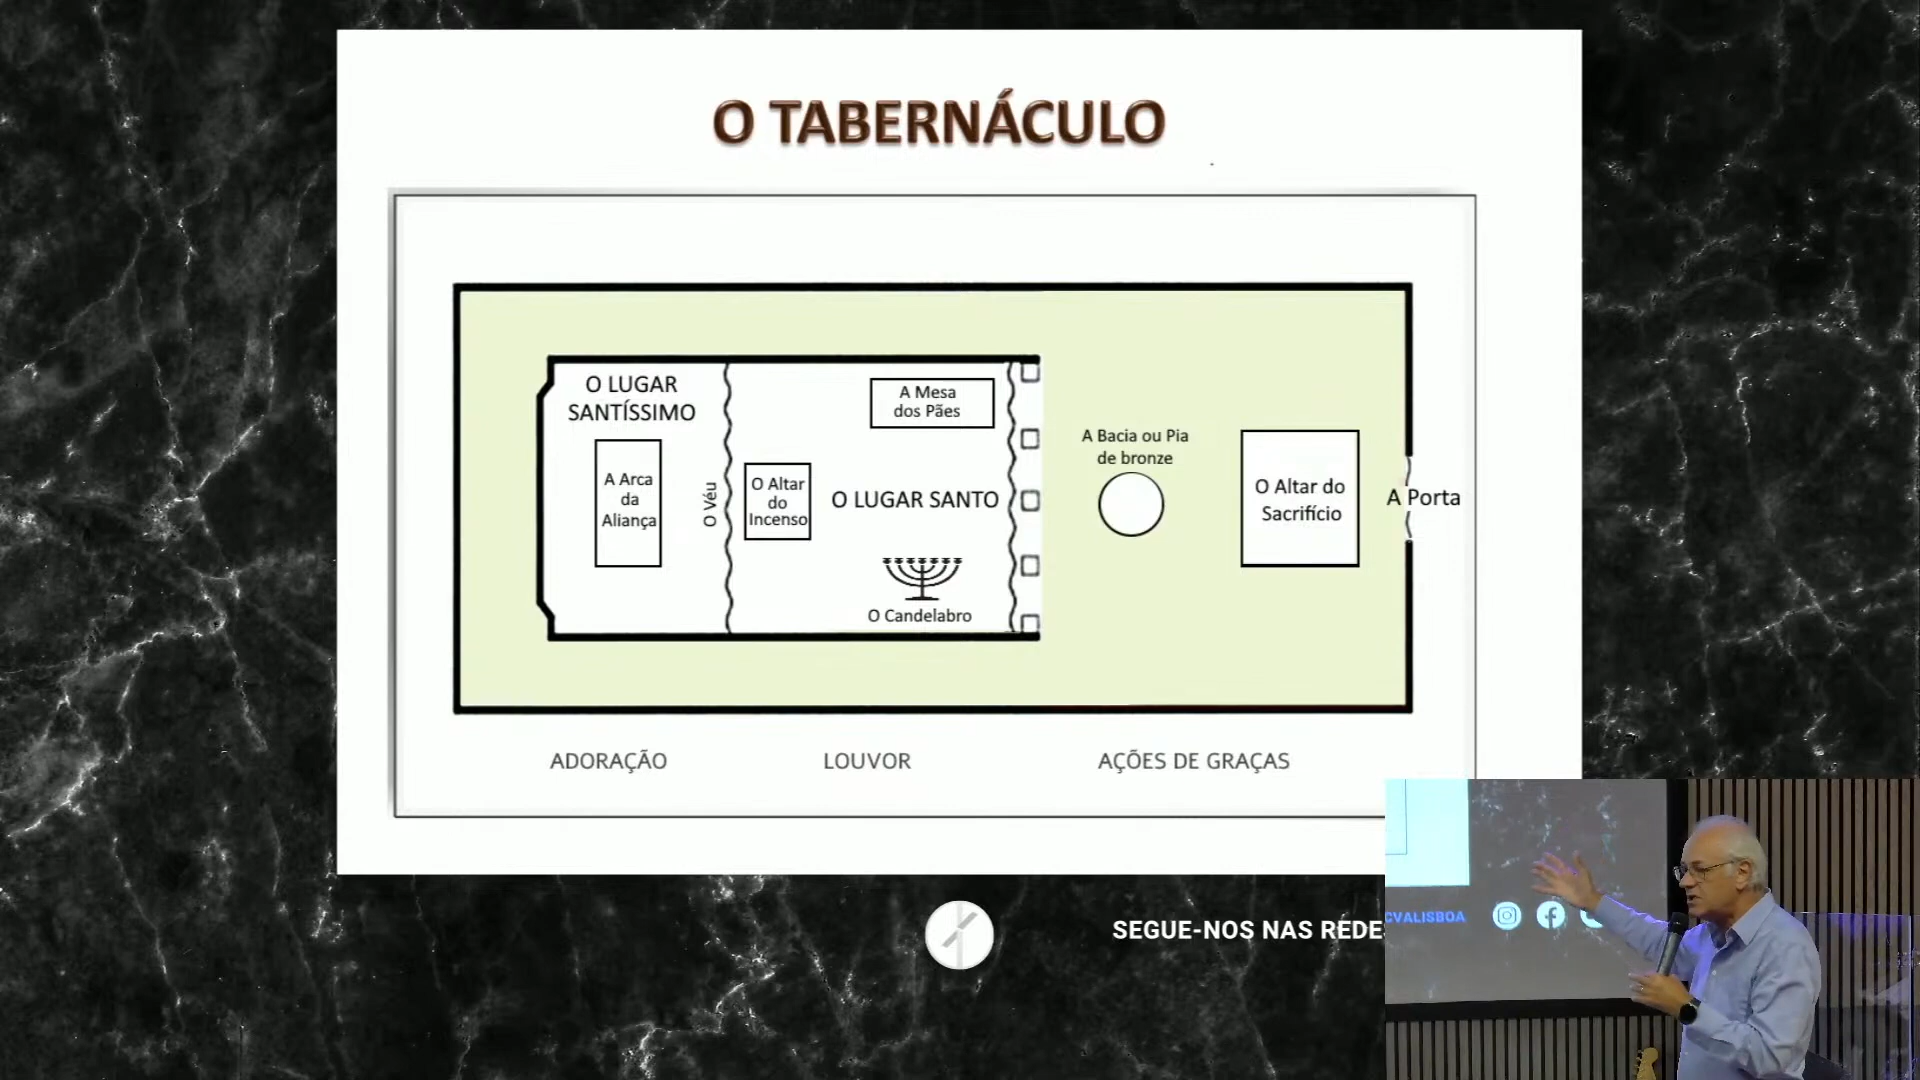 O TABERNÁCULO
O LUGAR
SANTÍSSIMO
A Arca
da
Aliança
O Véu
O Altar
do
Incenso
A Mesa
dos Pães
O LUGAR SANTO
O Candelabro
A Bacia ou Pia
de bronze
O Altar do
Sacrifício
A Porta
ADORAÇÃO
LOUVOR
AÇÕES DE GRAÇAS
SEGUE-NOS NAS REDES
CVALISBOA